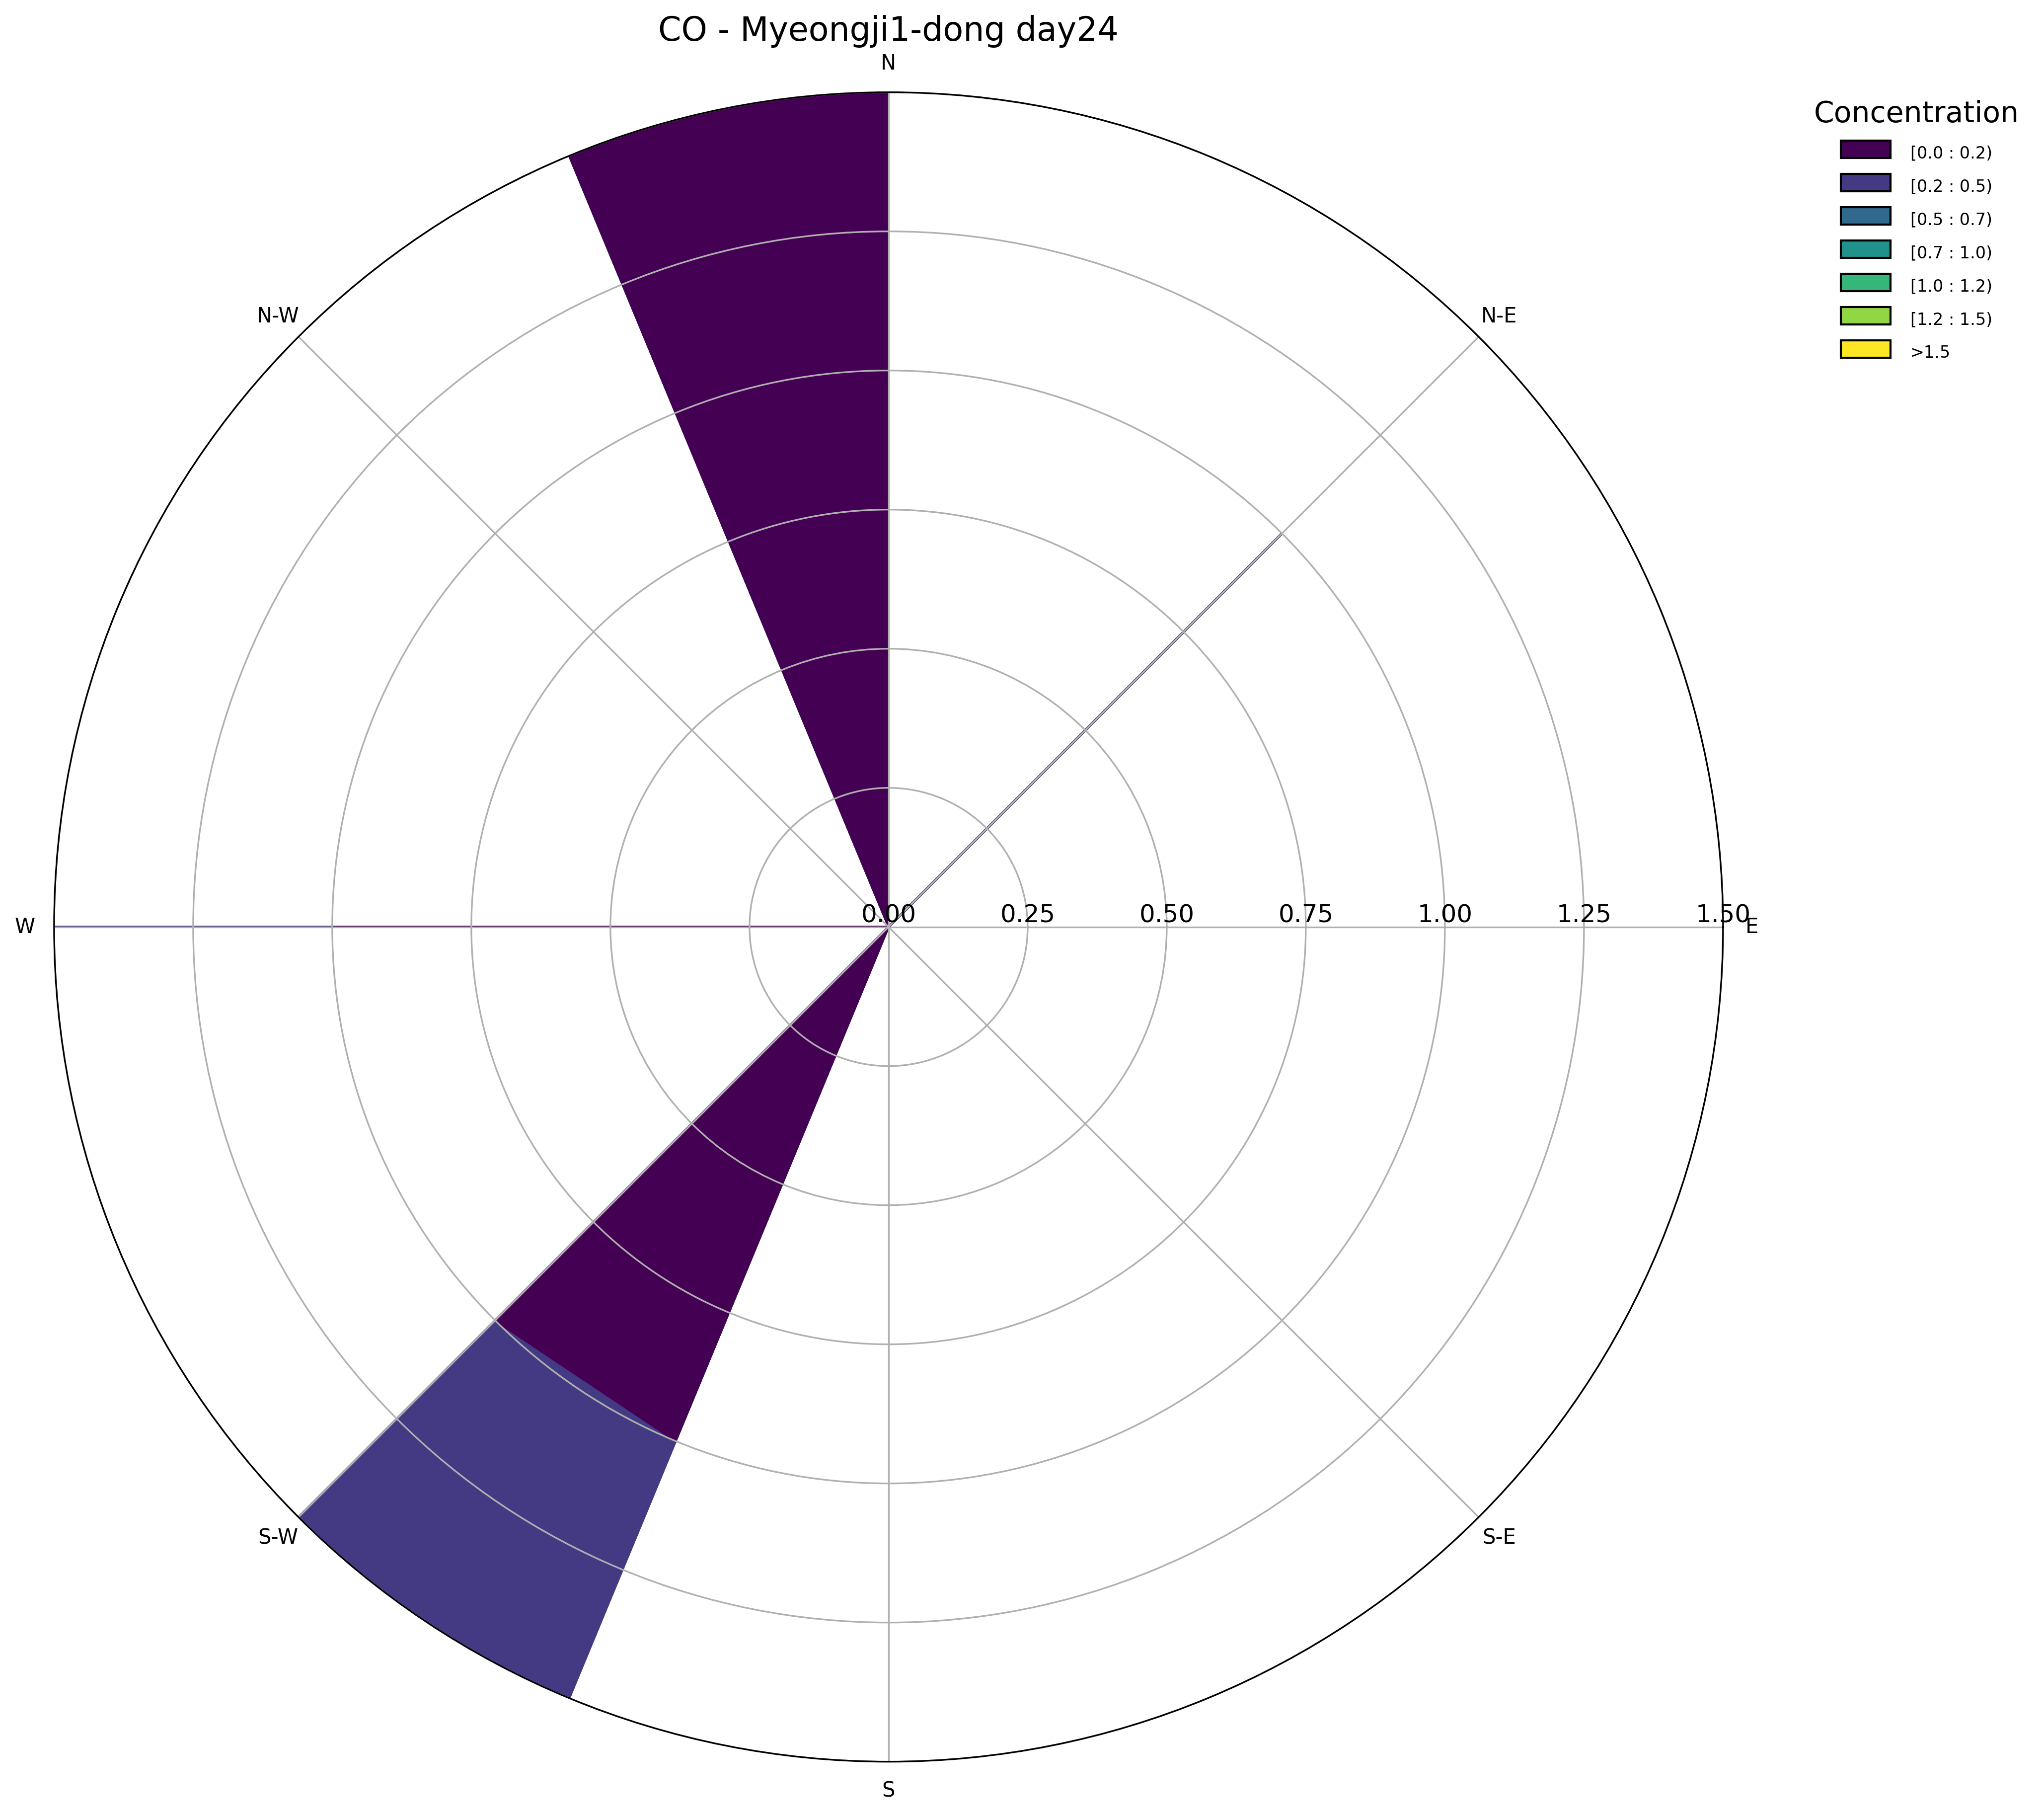 CO - Myeongji1-dong day24
N
Concentration
[0.0 : 0.2)
[0.2 : 0.5)
[0.5 : 0.7)
[0.7 : 1.0)
[1.0 : 1.2)
[1.2 : 1.5)
>1.5
N-W
N-E
W
0.00 0.25 0.50 0.75 1.00 1.25 1.50
E
S-W
S-E
S